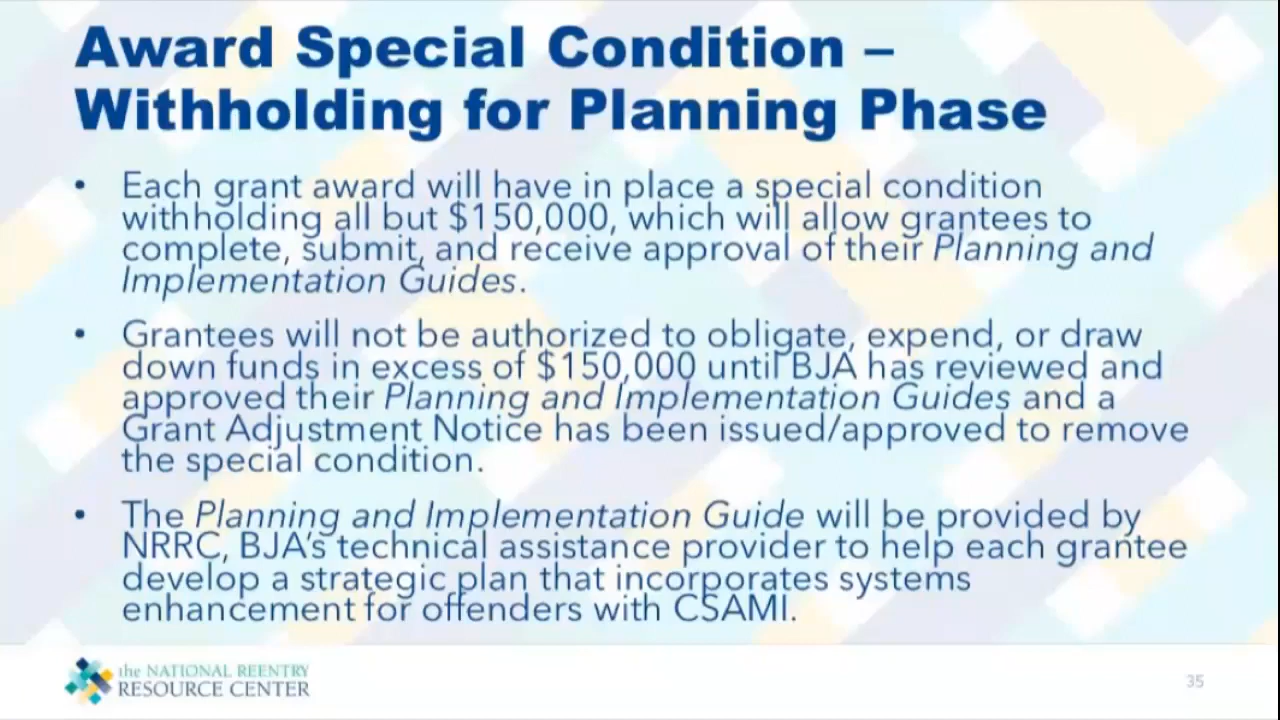 Award Special Condition –
Withholding for Planning Phase
• Each grant award will have in place a special condition
withholding all but $150,000, which will allow grantees to
complete, submit, and receive approval of their Planning and
Implementation Guides.
• Grantees will not be authorized to obligate, expend, or draw
down funds in excess of $150,000 until BJA has reviewed and
approved their Planning and Implementation Guides and a
Grant Adjustment Notice has been issued/approved to remove
the special condition.
• The Planning and Implementation Guide will be provided by
NRRC, BJA’s technical assistance provider to help each grantee
develop a strategic plan that incorporates systems
enhancement for offenders with CSAMI.
the NATIONAL REENTRY
RESOURCE CENTER
35